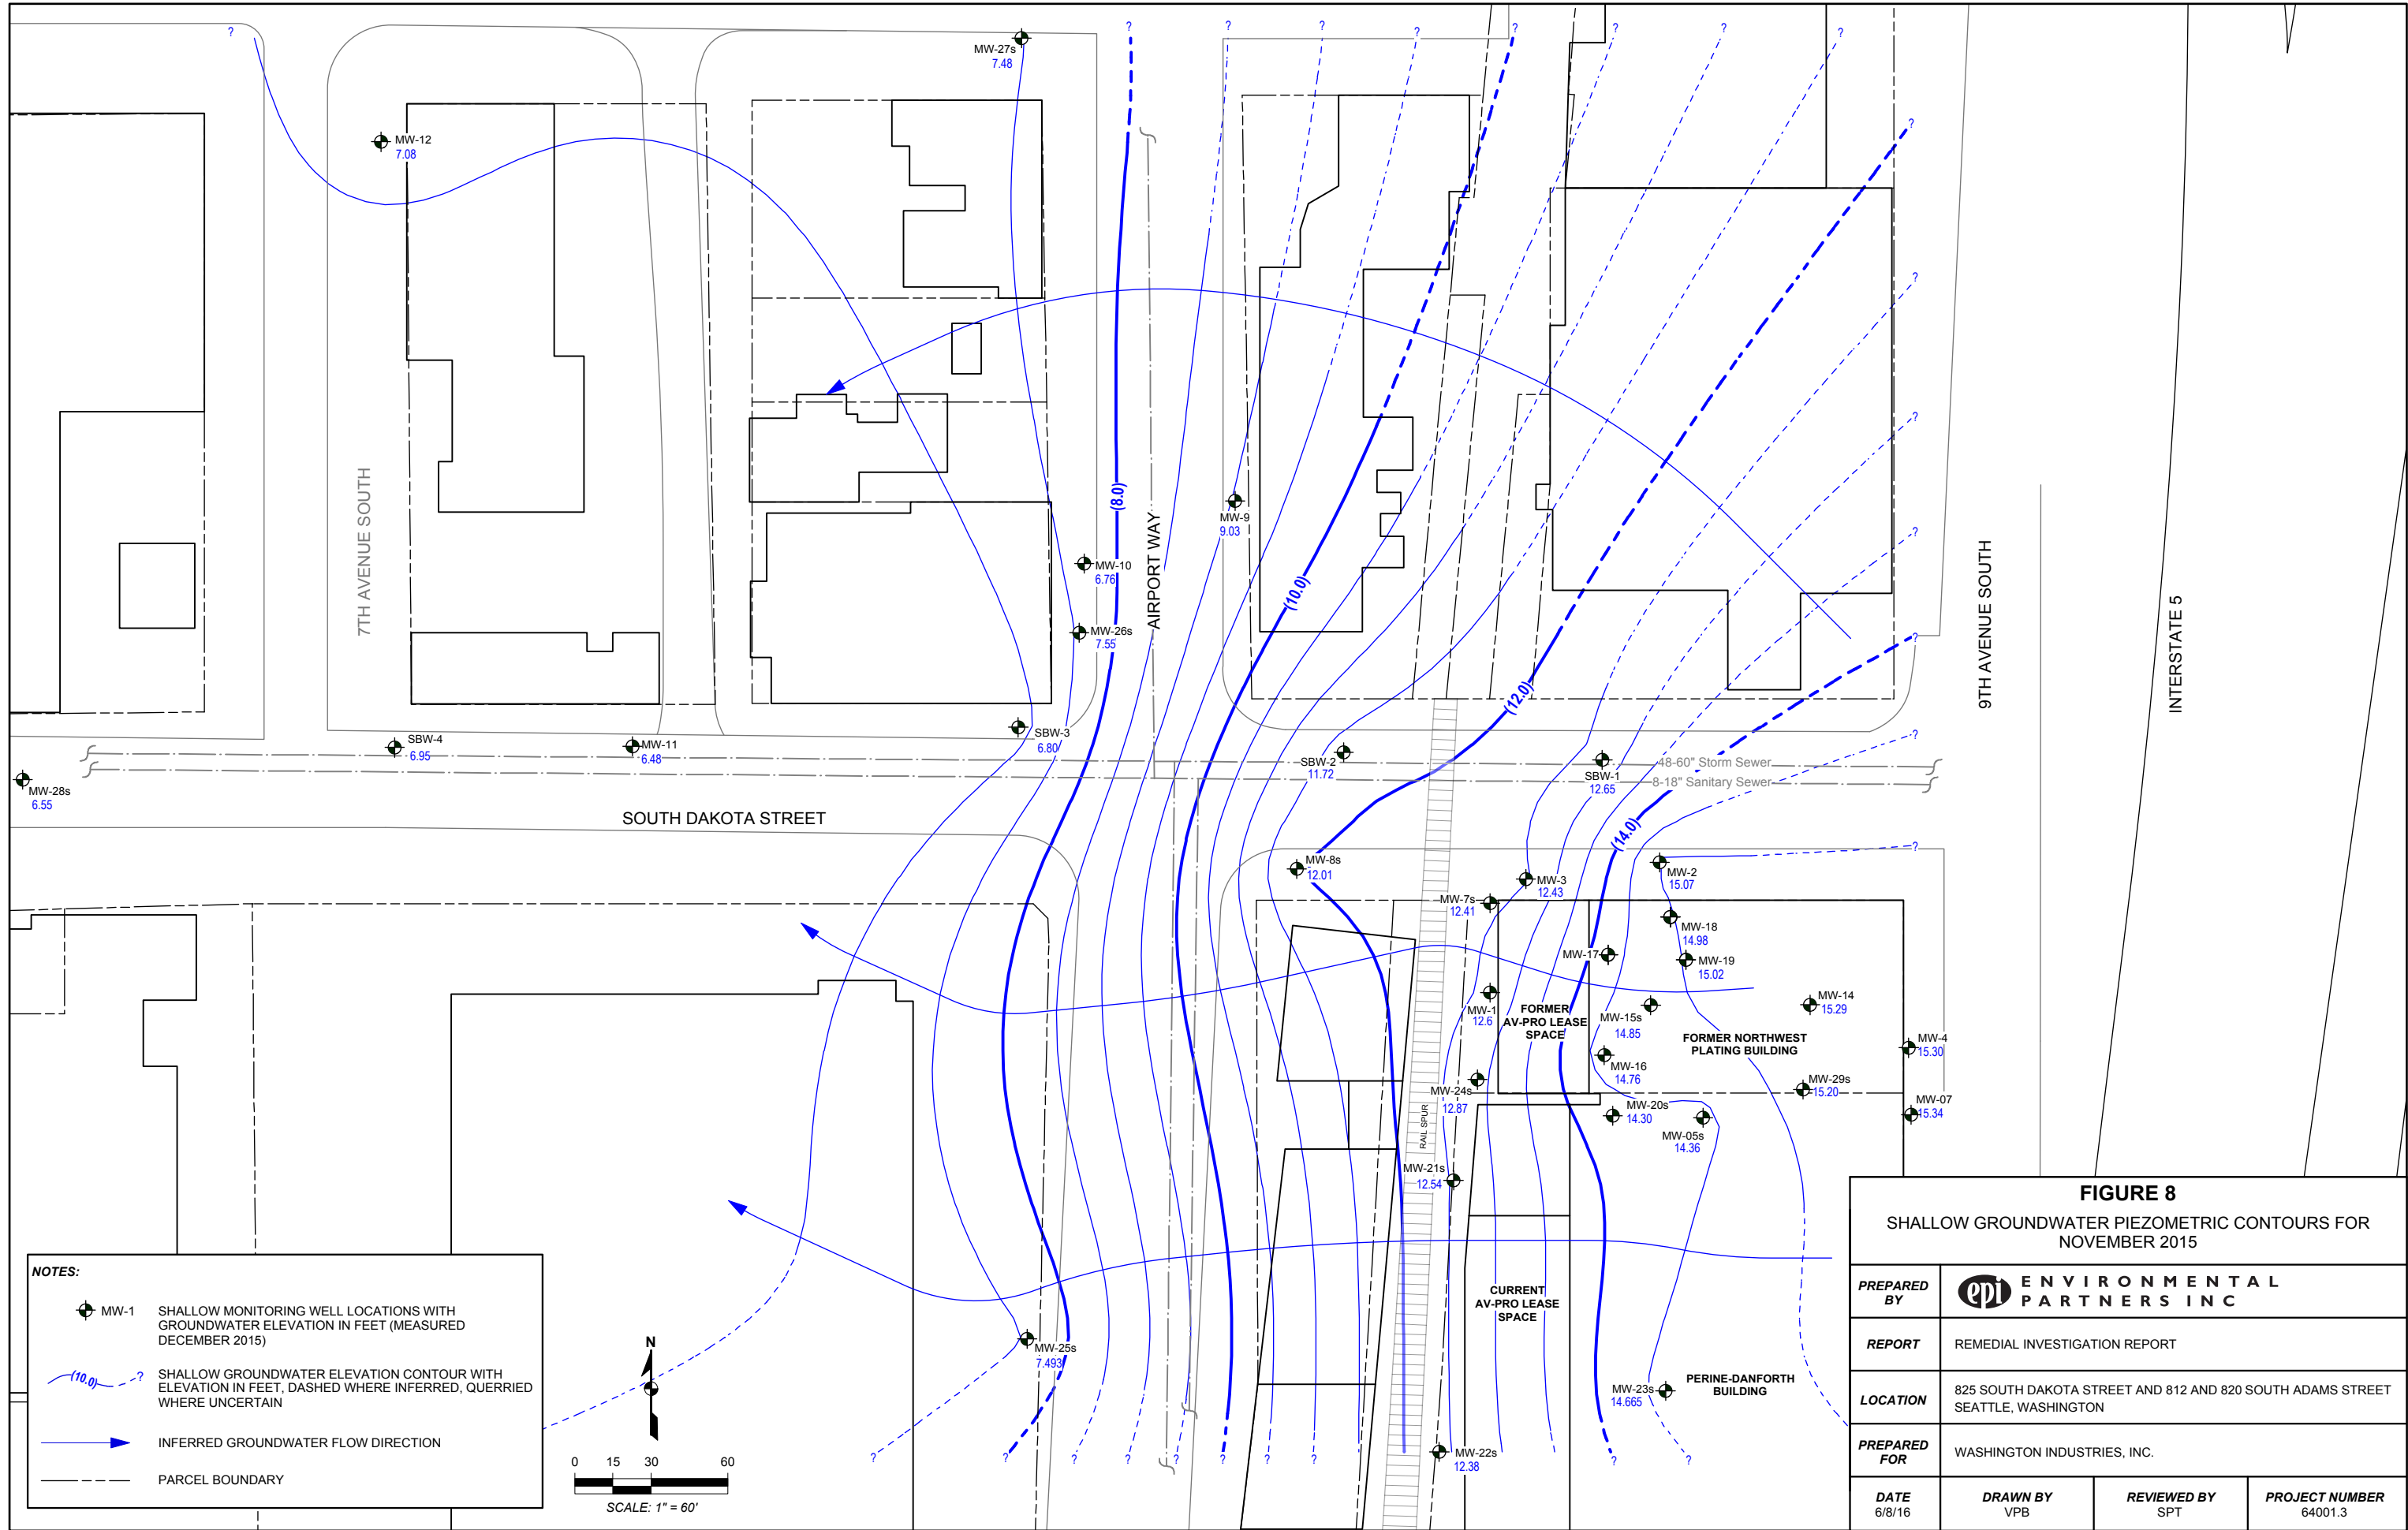 ?
?
?
?
?
?
?
?
?
MW-27s
7.48
MW-12
7.08
?
?
?
?
?
?
?
7TH AVENUE SOUTH
(8.0)
AIRPORT WAY
MW-9
9.03
MW-10
6.76
MW-26s
7.55
(10.0)
(12.0)
9TH AVENUE SOUTH
INTERSTATE 5
SBW-4
6.95
MW-11
6.48
SBW-3
6.80
SBW-2
11.72
SBW-1
12.65
48-60" Storm Sewer
8-18" Sanitary Sewer
MW-28s
6.55
SOUTH DAKOTA STREET
(14.0)
MW-8s
12.01
MW-3
12.43
MW-7s
12.41
MW-2
15.07
MW-18
14.98
MW-17
MW-19
15.02
MW-1
12.6
FORMER
AV-PRO LEASE
SPACE
MW-15s
14.85
MW-14
15.29
FORMER NORTHWEST
PLATING BUILDING
MW-4
15.30
MW-16
14.76
MW-24s
12.87
MW-29s
15.20
MW-07
15.34
MW-20s
14.30
MW-05s
14.36
RAIL SPUR
MW-21s
12.54
CURRENT
AV-PRO LEASE
SPACE
MW-25s
7.493
MW-23s
14.665
PERINE-DANFORTH
BUILDING
MW-22s
12.38
?
?
?
?
?
?
?
?
?
?
NOTES:
MW-1
SHALLOW MONITORING WELL LOCATIONS WITH
GROUNDWATER ELEVATION IN FEET (MEASURED
DECEMBER 2015)
(10.0)
?
SHALLOW GROUNDWATER ELEVATION CONTOUR WITH
ELEVATION IN FEET, DASHED WHERE INFERRED, QUERRIED
WHERE UNCERTAIN
INFERRED GROUNDWATER FLOW DIRECTION
PARCEL BOUNDARY
N
0 15 30 60
SCALE: 1" = 60'
FIGURE 8
SHALLOW GROUNDWATER PIEZOMETRIC CONTOURS FOR
NOVEMBER 2015
PREPARED
BY
epi
ENVIRONMENTAL
PARTNERS INC
REPORT
REMEDIAL INVESTIGATION REPORT
LOCATION
825 SOUTH DAKOTA STREET AND 812 AND 820 SOUTH ADAMS STREET
SEATTLE, WASHINGTON
PREPARED
FOR
WASHINGTON INDUSTRIES, INC.
DATE
6/8/16
DRAWN BY
VPB
REVIEWED BY
SPT
PROJECT NUMBER
64001.3